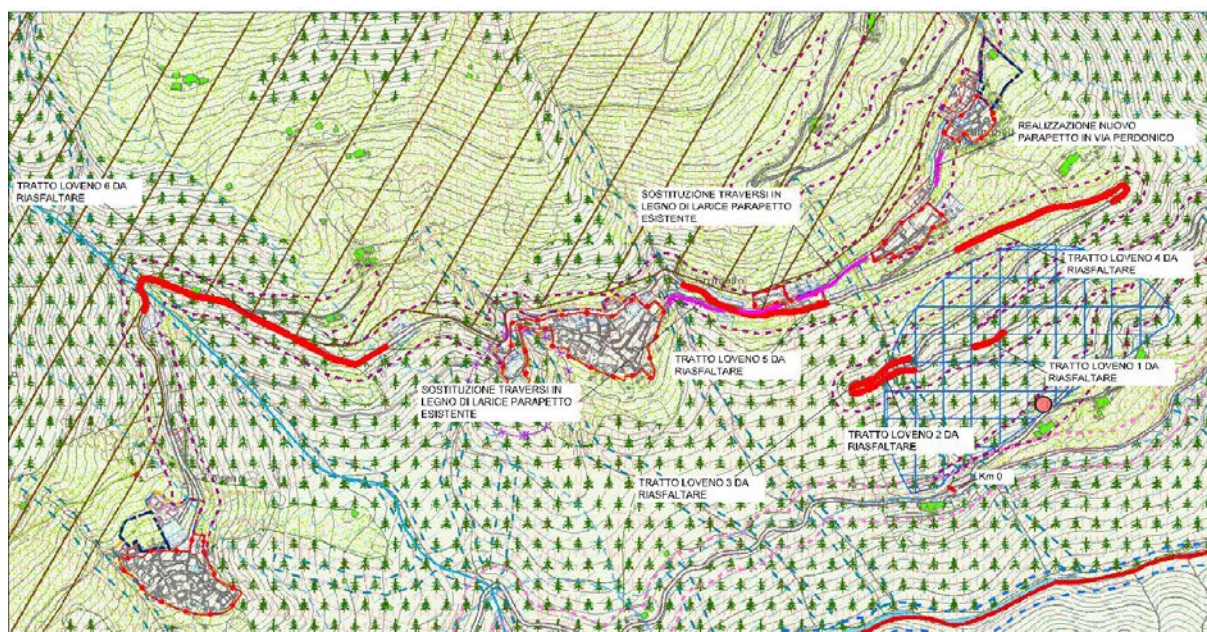 REALIZZAZIONE NUOVO
PARAPETTO IN VIA PERDONICO
TRATTO LOVENO 6 DA
RIASFALTARE
SOSTITUZIONE TRAVERSI IN
LEGNO DI LARICE PARAPETTO
ESISTENTE
TRATTO LOVENO 4 DA
RIASFALTARE
TRATTO LOVENO 5 DA
RIASFALTARE
TRATTO LOVENO 1 DA
RIASFALTARE
SOSTITUZIONE TRAVERSI IN
LEGNO DI LARICE PARAPETTO
ESISTENTE
TRATTO LOVENO 2 DA
RIASFALTARE
TRATTO LOVENO 3 DA
RIASFALTARE
Km 0